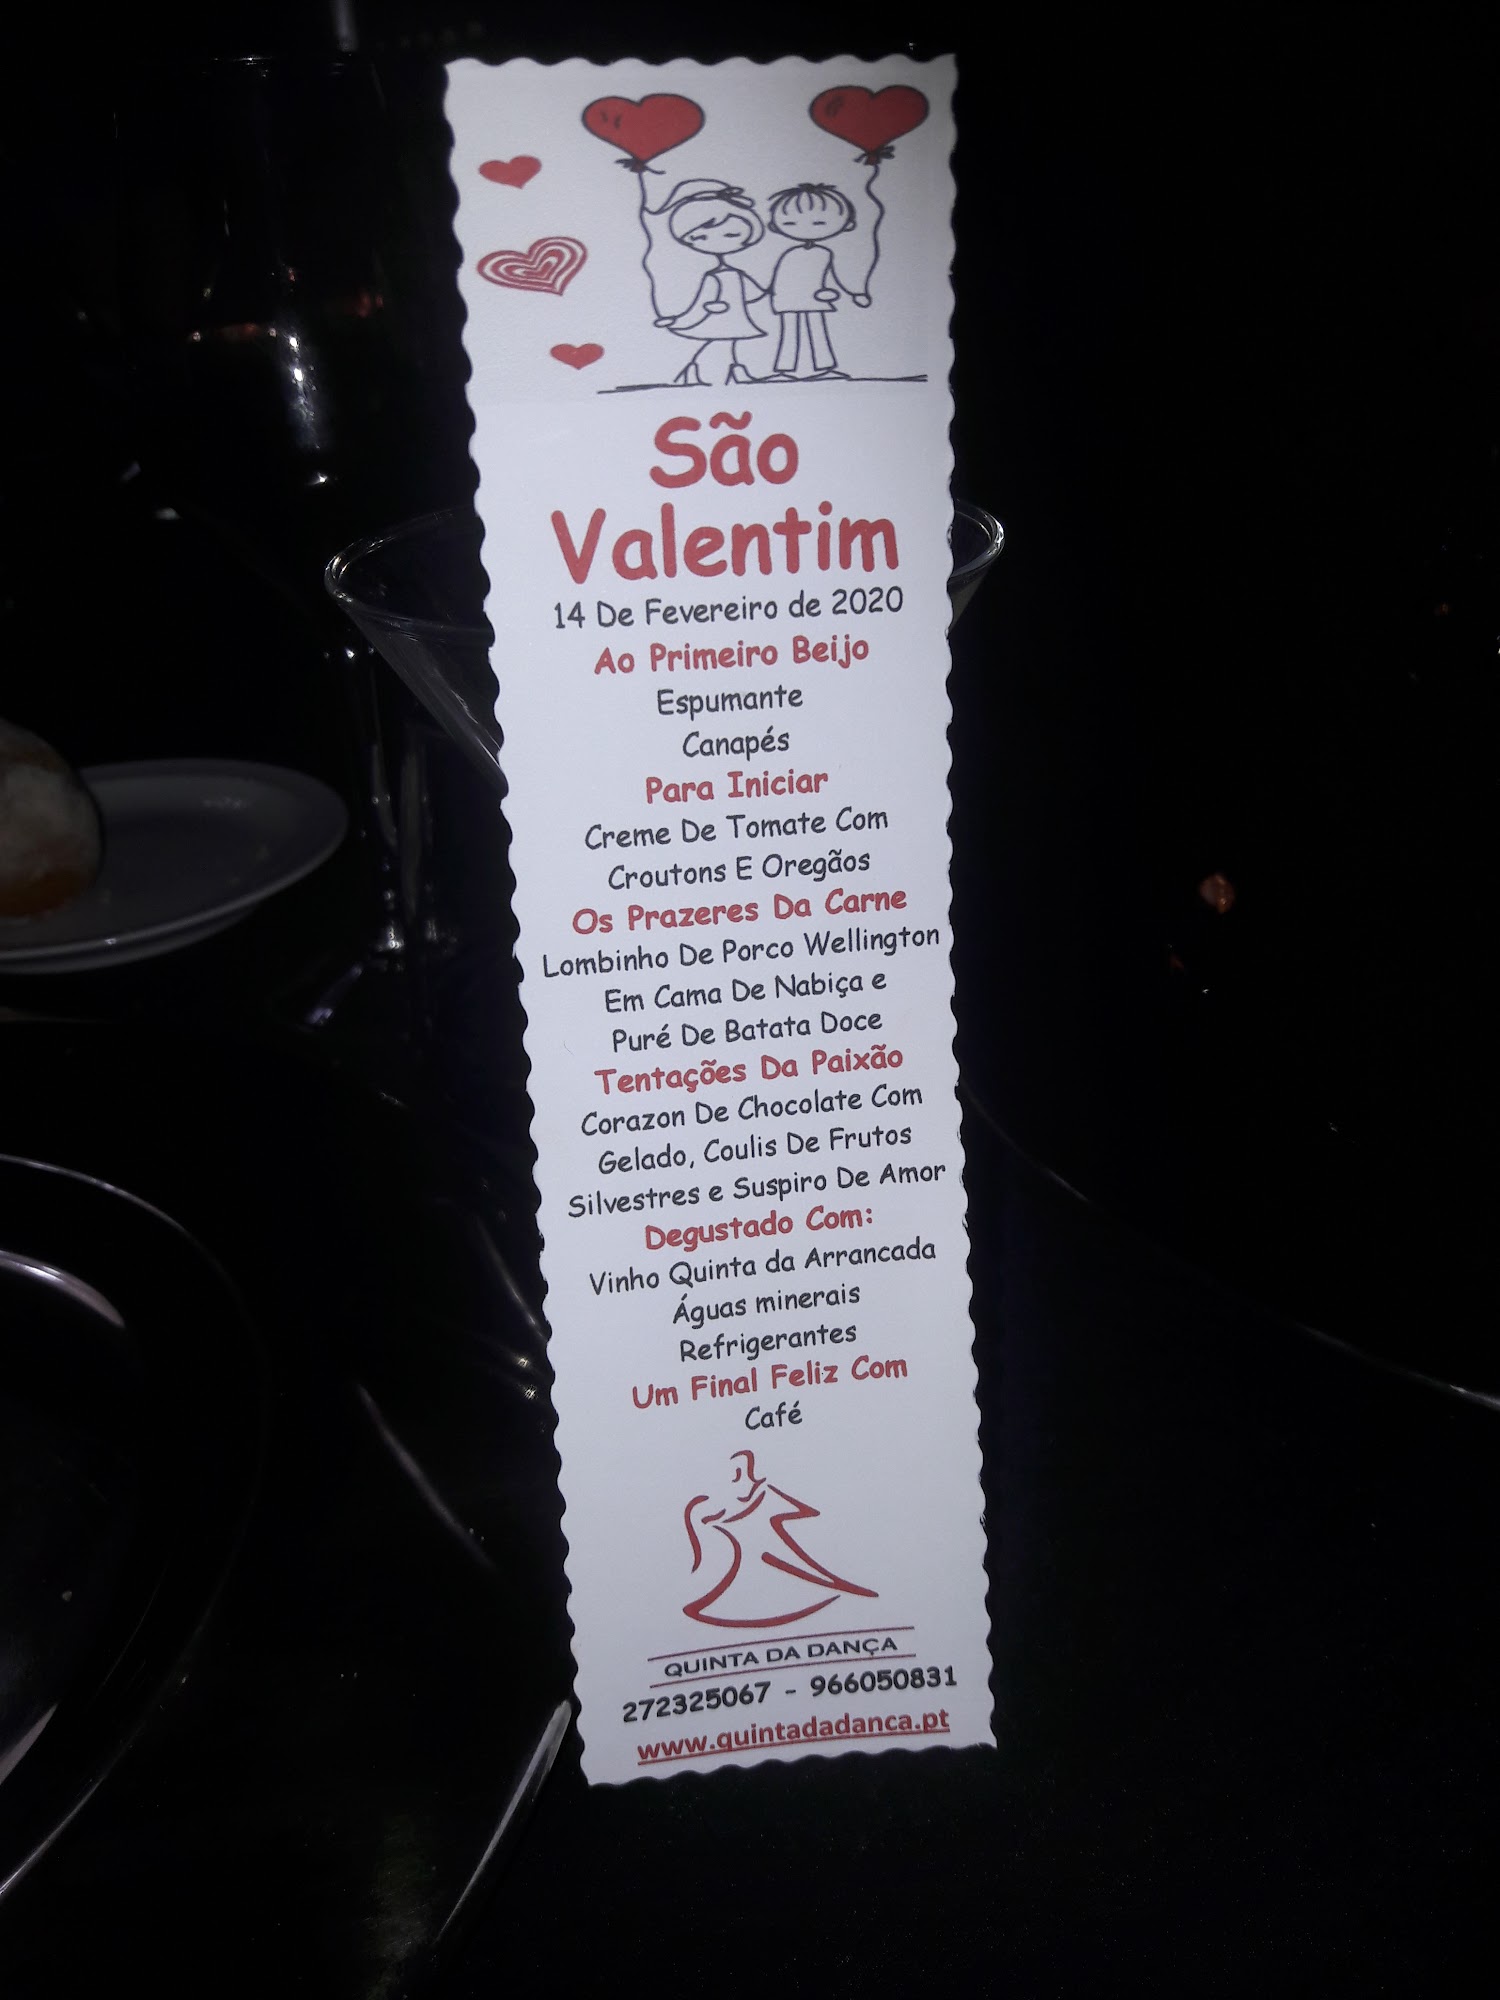 São
Valentim
14 De Fevereiro de 2020
Ao Primeiro Beijo
Espumante
Canapés
Para Iniciar
Creme De Tomate Com
Croutons E Oregãos
Os Prazeres Da Carne
Lombinho De Porco Wellington
Em Cama De Nabiça e
Puré De Batata Doce
Tentações Da Paixão
Corazon De Chocolate Com
Gelado, Coulis De Frutos
Silvestres e Suspiro De Amor
Degustado Com:
Vinho Quinta da Arrancada
Águas minerais
Refrigerantes
Um Final Feliz Com
Café
QUINTA DA DANÇA
272325067 - 966050831
www.quintadadanca.pt